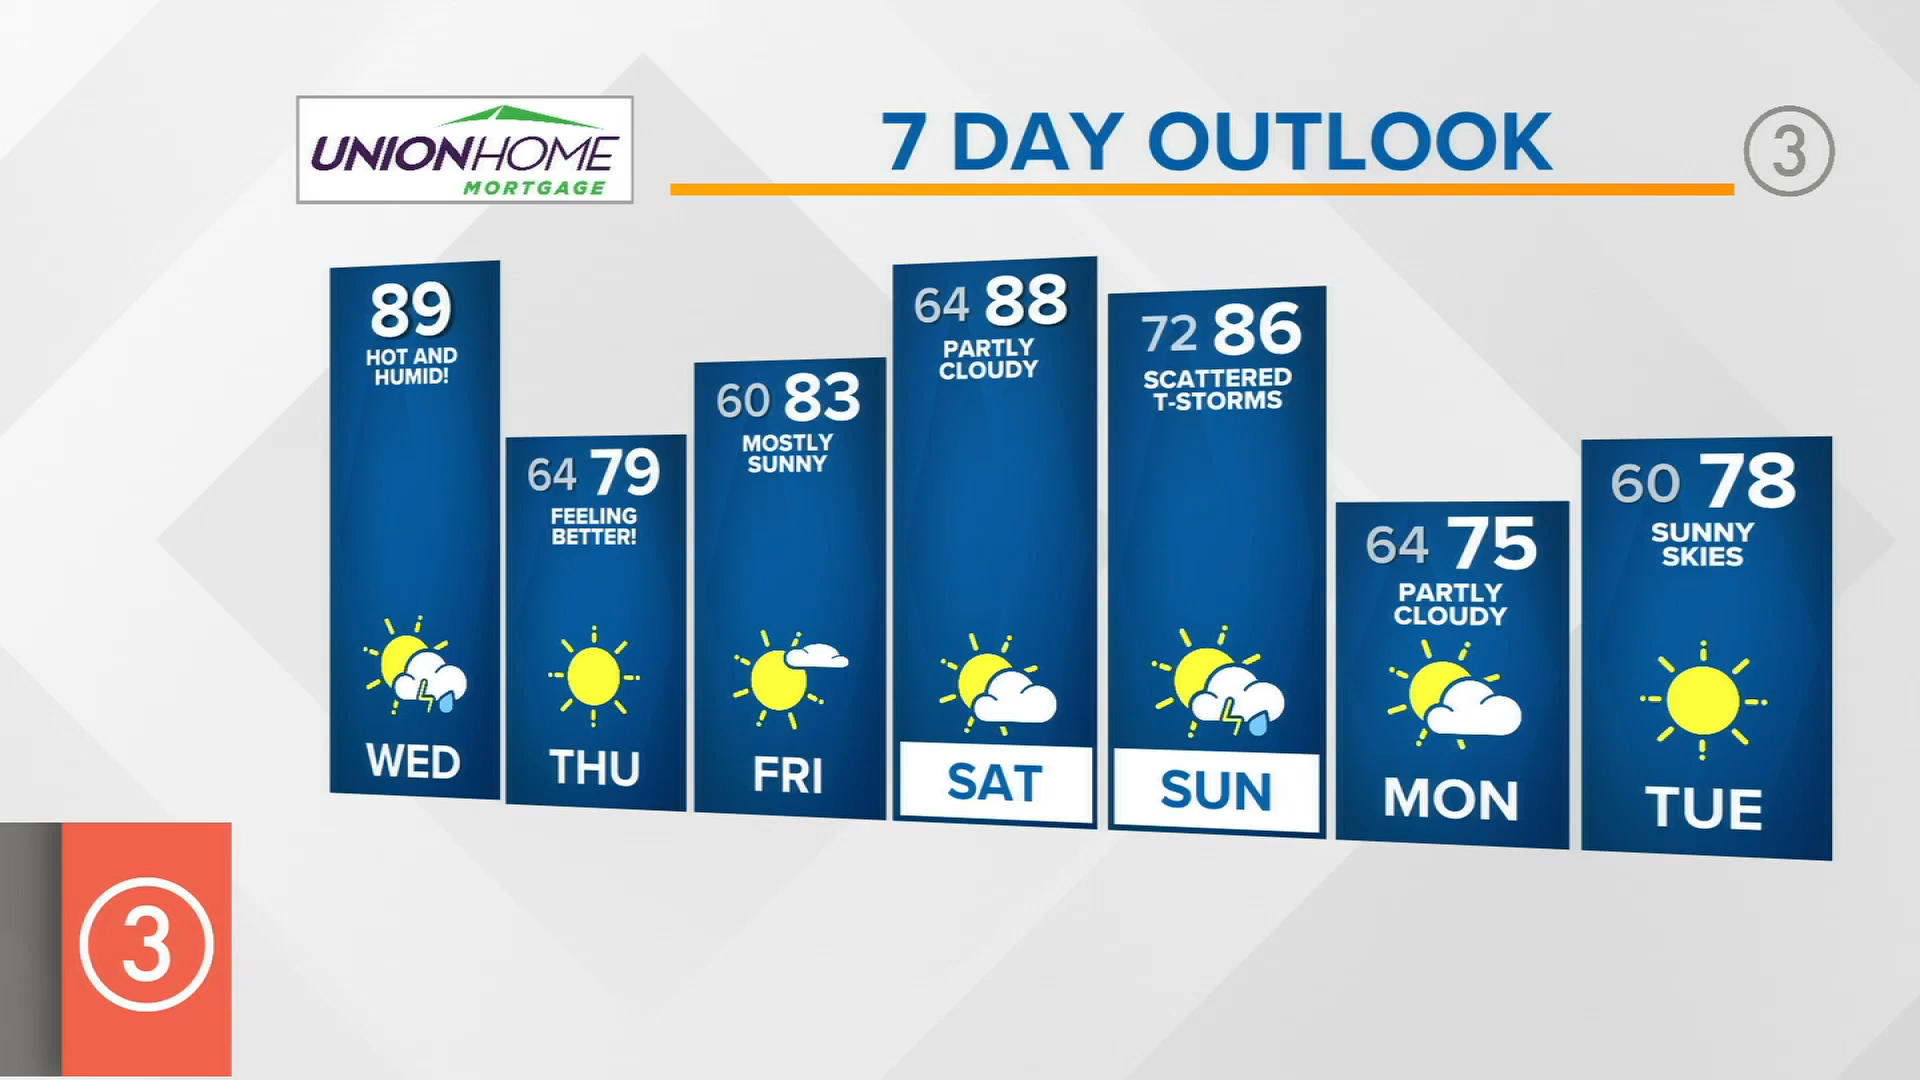 UNIONHOME
MORTGAGE
7 DAY OUTLOOK
3
89
HOT AND
HUMID!
WED
64 79
FEELING
BETTER!
THU
60 83
MOSTLY
SUNNY
FRI
64 88
PARTLY
CLOUDY
SAT
72 86
SCATTERED
T-STORMS
SUN
64 75
PARTLY
CLOUDY
MON
60 78
SUNNY
SKIES
TUE
3